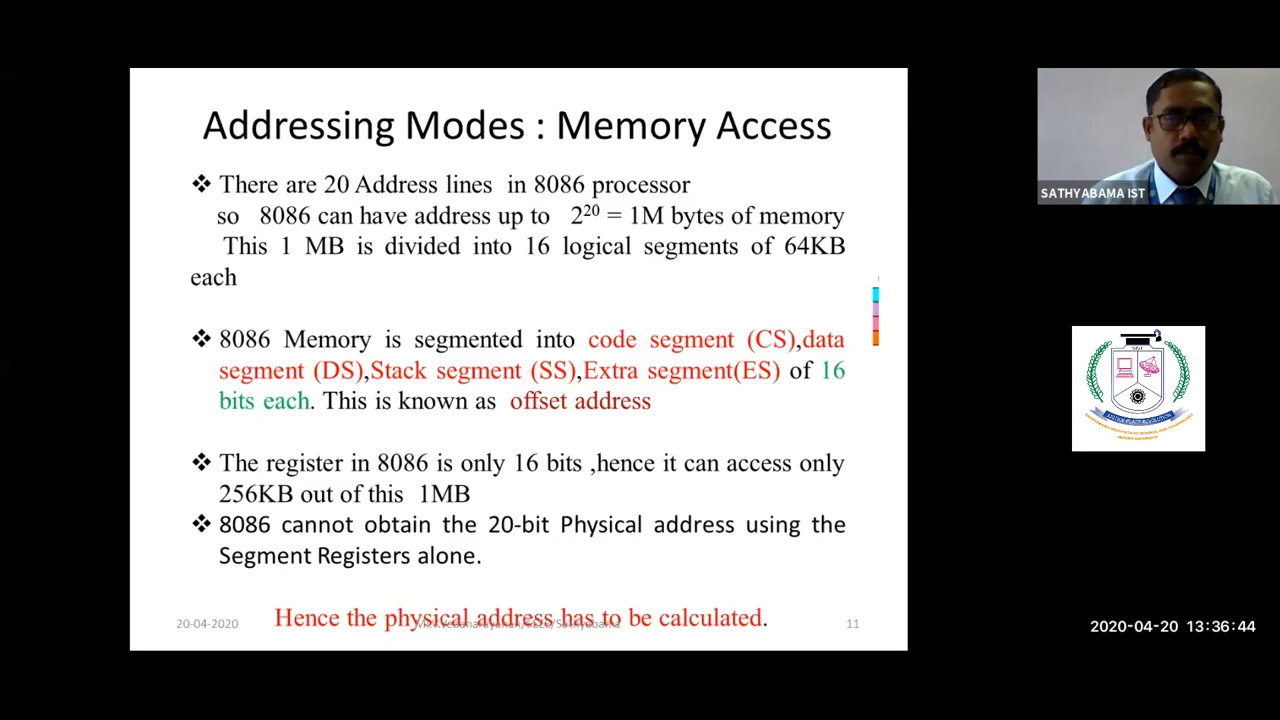 Addressing Modes : Memory Access
❖ There are 20 Address lines in 8086 processor
so 8086 can have address up to 2²⁰ = 1M bytes of memory
This 1 MB is divided into 16 logical segments of 64KB
each
❖ 8086 Memory is segmented into code segment (CS),data
segment (DS),Stack segment (SS),Extra segment(ES) of 16
bits each. This is known as offset address
❖ The register in 8086 is only 16 bits ,hence it can access only
256KB out of this 1MB
❖ 8086 cannot obtain the 20-bit Physical address using the
Segment Registers alone.
Hence the physical address has to be calculated.
20-04-2020
11
SATHYABAMA IST
2020-04-20 13:36:44